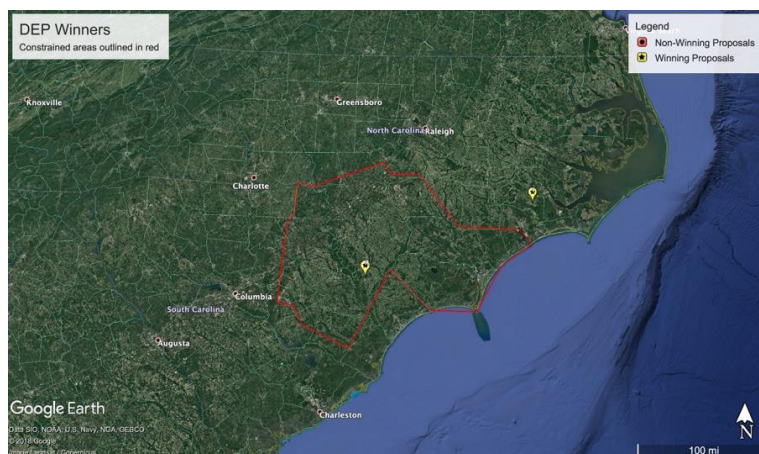 DEP Winners
Constrained areas outlined in red
Legend
Non-Winning Proposals
Winning Proposals
Knoxville
Greensboro
North Carolina
Raleigh
Charlotte
Columbia
South Carolina
Augusta
Charleston
Google Earth
Data SIO, NOAA, U.S. Navy, NGA, GEBCO
© 2018 Google
Image Landsat / Copernicus
N
100 mi